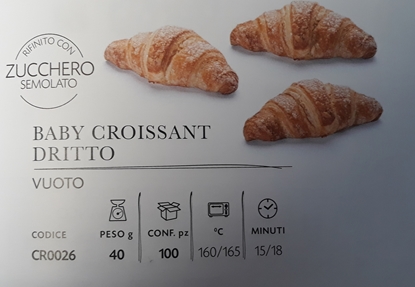 RIFINITO CON
ZUCCHERO
SEMOLATO
BABY CROISSANT
DRITTO
VUOTO
CODICE PESO g CONF. pz °C MINUTI
CR0026 40 100 160/165 15/18